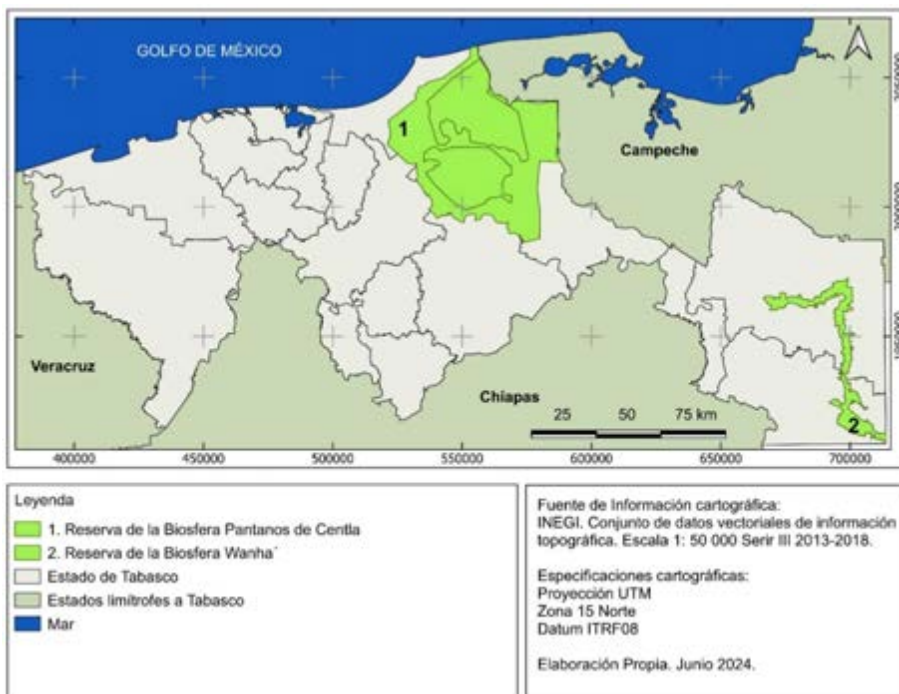 GOLFO DE MÉXICO
1
Campeche
Veracruz
Chiapas
25 50 75 km
2
400000 450000 500000 550000 600000 650000 700000
Leyenda
1. Reserva de la Biosfera Pantanos de Centla
2. Reserva de la Biosfera Wanha´
Estado de Tabasco
Estados limítrofes a Tabasco
Mar
Fuente de Información cartográfica:
INEGI. Conjunto de datos vectoriales de información
topográfica. Escala 1: 50 000 Serir III 2013-2018.
Especificaciones cartográficas:
Proyección UTM
Zona 15 Norte
Datum ITRF08
Elaboración Propia. Junio 2024.